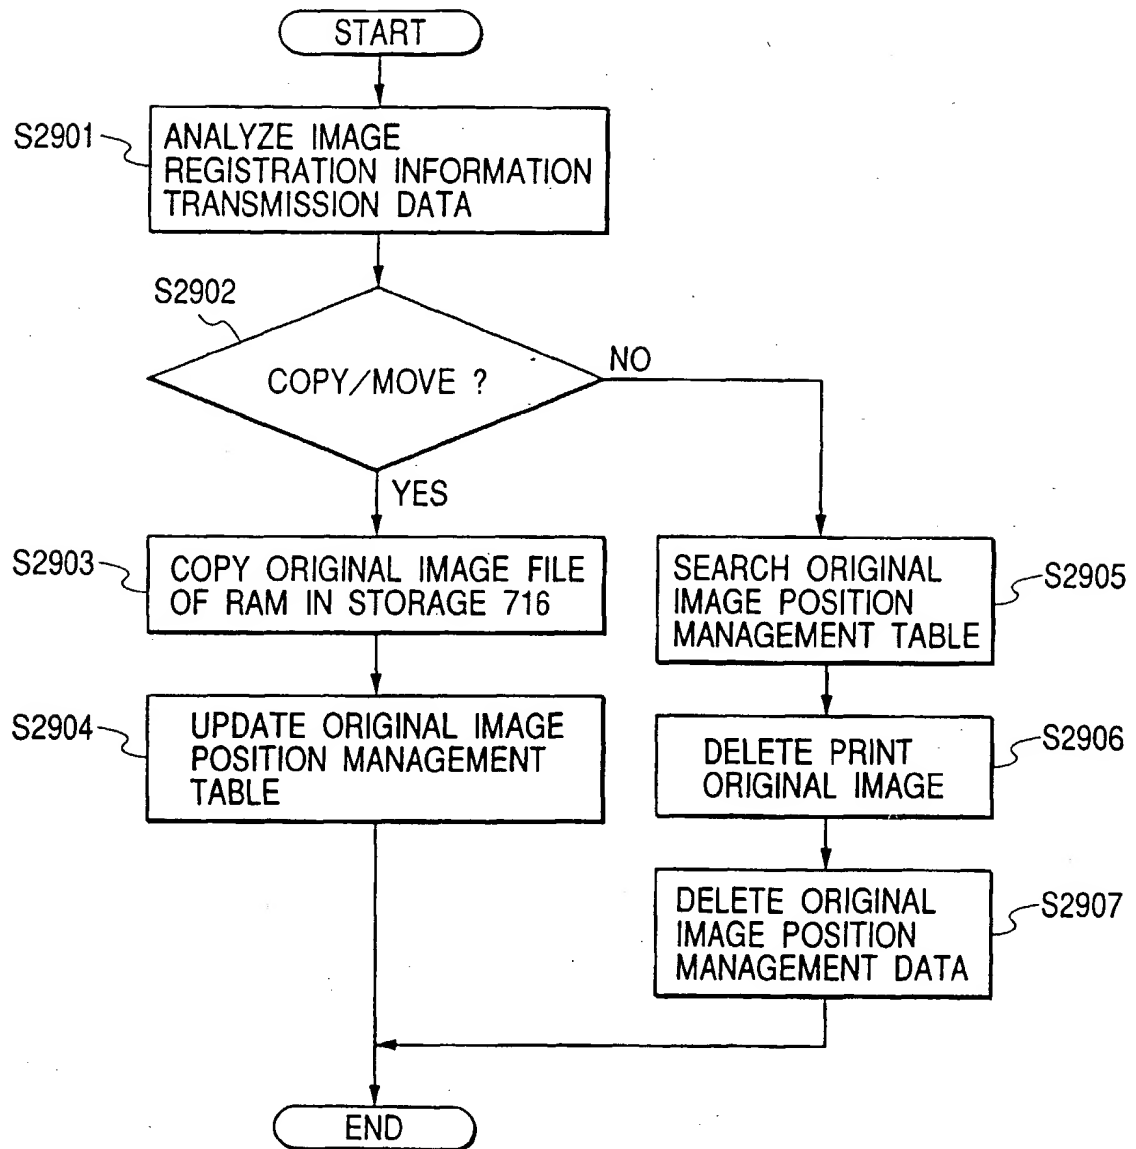 START
S2901
ANALYZE IMAGE
REGISTRATION INFORMATION
TRANSMISSION DATA
S2902
COPY/MOVE ?
NO
YES
S2903
COPY ORIGINAL IMAGE FILE
OF RAM IN STORAGE 716
S2904
UPDATE ORIGINAL IMAGE
POSITION MANAGEMENT
TABLE
SEARCH ORIGINAL
IMAGE POSITION
MANAGEMENT TABLE
S2905
DELETE PRINT
ORIGINAL IMAGE
S2906
DELETE ORIGINAL
IMAGE POSITION
MANAGEMENT DATA
S2907
END